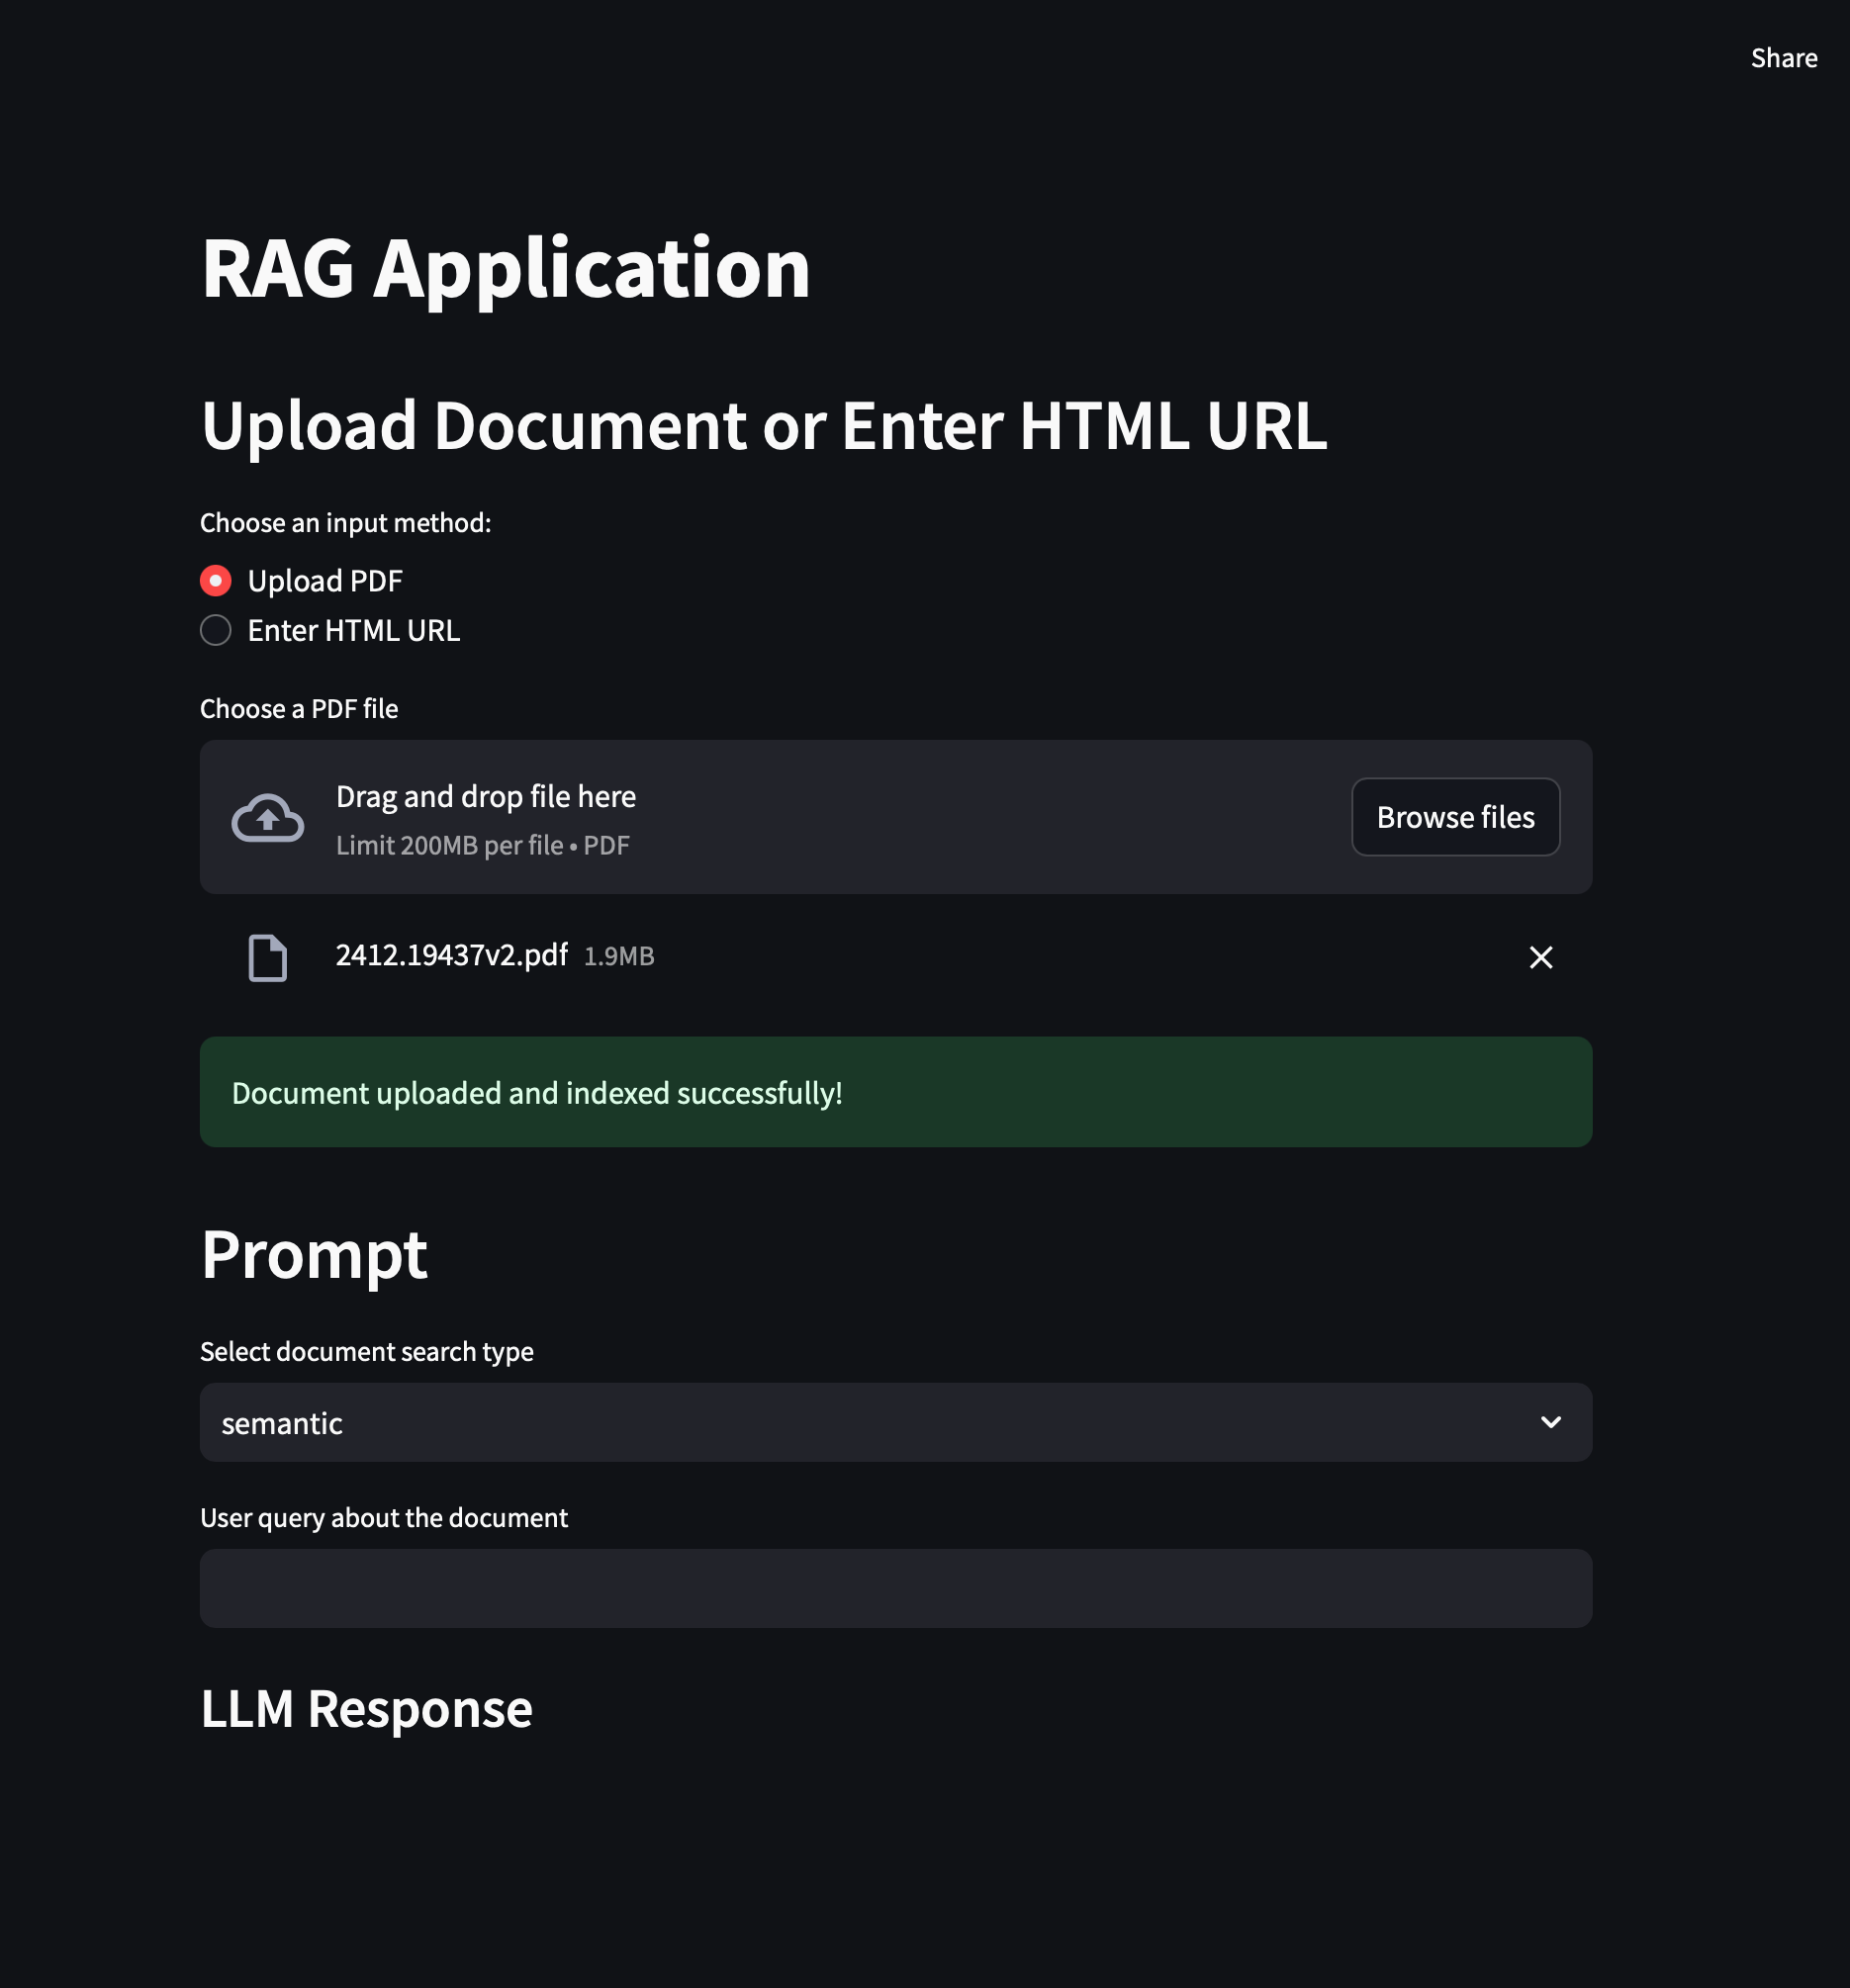 Share
RAG Application
Upload Document or Enter HTML URL
Choose an input method:
Upload PDF
Enter HTML URL
Choose a PDF file
Drag and drop file here
Limit 200MB per file • PDF
Browse files
2412.19437v2.pdf 1.9MB
Document uploaded and indexed successfully!
Prompt
Select document search type
semantic
User query about the document
LLM Response